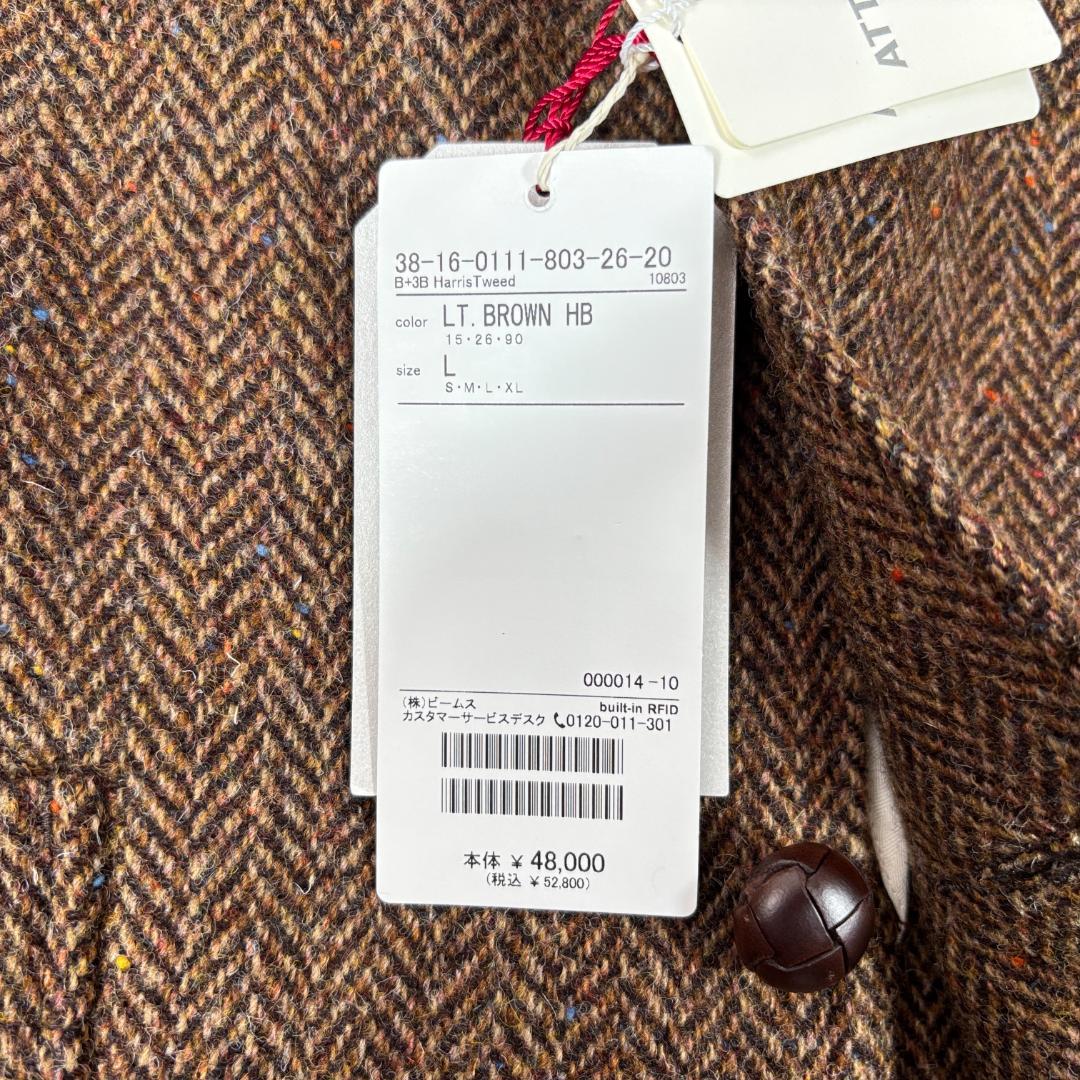 ATT
38-16-0111-803-26-20
B+3B HarrisTweed 10803
color LT. BROWN HB
15・26・90
size L
S・M・L・XL
000014-10
(株)ビームス built-in RFID
カスタマーサービスデスク 0120-011-301
本体 ¥ 48,000
(税込 ¥ 52,800)